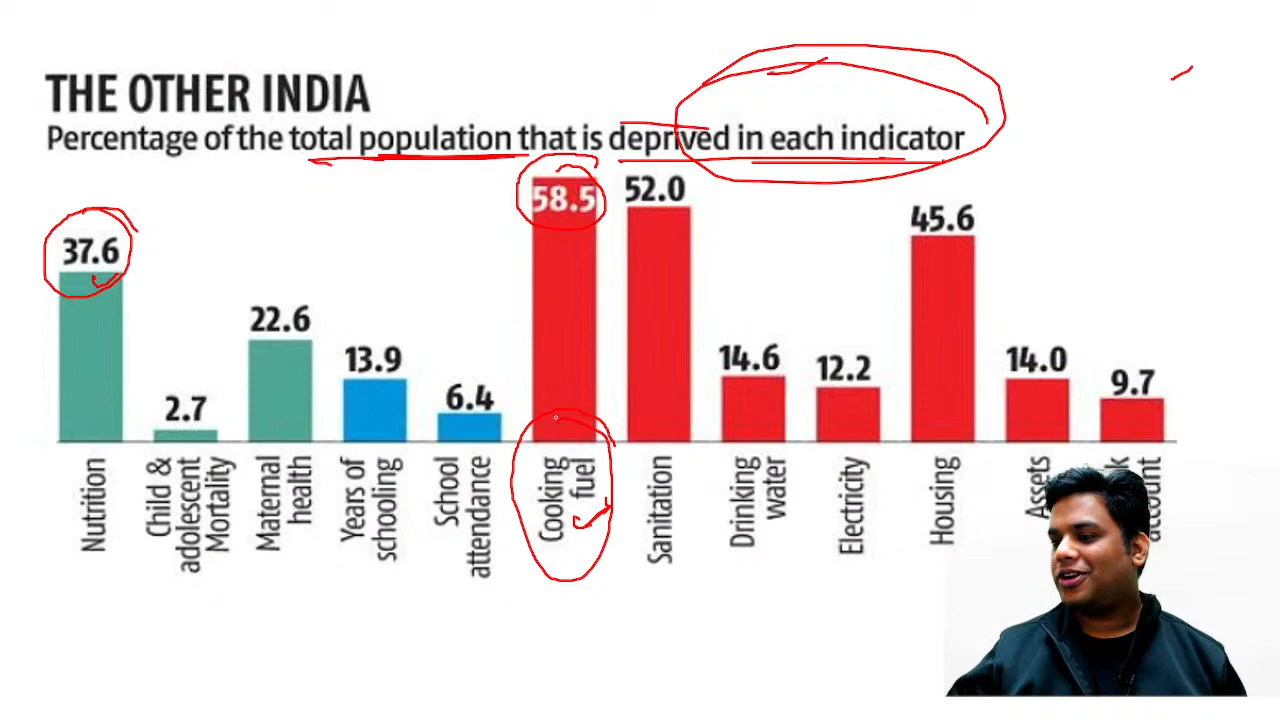 THE OTHER INDIA
Percentage of the total population that is deprived in each indicator
37.6
2.7
22.6
13.9
6.4
58.5
52.0
14.6
12.2
45.6
14.0
9.7
Nutrition
Child &
adolescent
Mortality
Maternal
health
Years of
schooling
School
attendance
Cooking
fuel
Sanitation
Drinking
water
Electricity
Housing
Assets
account